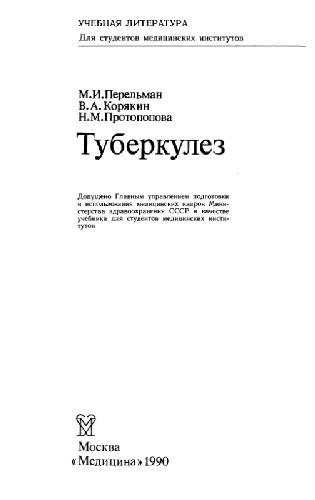 УЧЕБНАЯ ЛИТЕРАТУРА
Для студентов медицинских институтов
М.И.Перельман
В.А.Корякин
Н.М.Протопопова
Туберкулез
Допущено Главным управлением подготовки
и использования медицинских кадров Мини-
стерства здравоохранения СССР в качестве
учебника для студентов медицинских инсти-
тутов
Москва
«Медицина» 1990